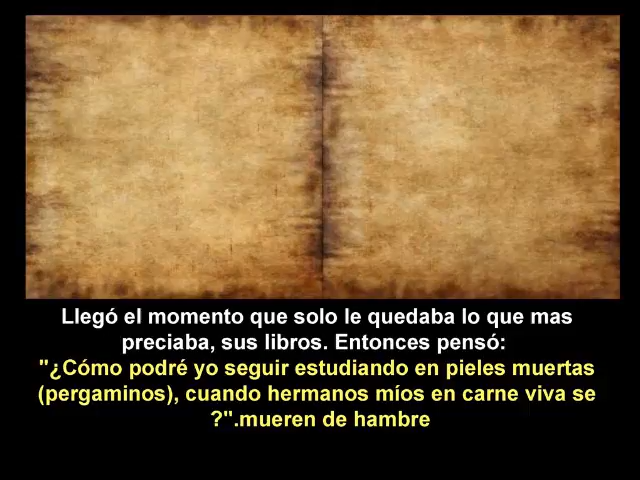 Llegó el momento que solo le quedaba lo que mas
preciaba, sus libros. Entonces pensó:
"¿Cómo podré yo seguir estudiando en pieles muertas
(pergaminos), cuando hermanos míos en carne viva se
?".mueren de hambre